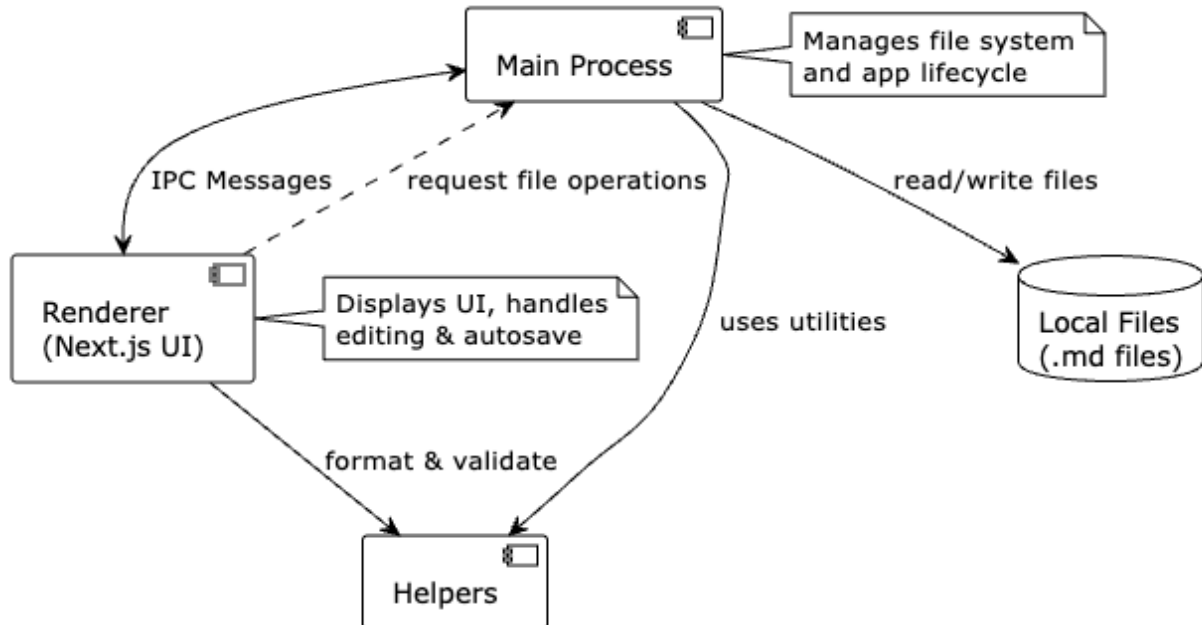 Main Process
Manages file system
and app lifecycle
IPC Messages
request file operations
read/write files
Renderer
(Next.js UI)
Displays UI, handles
editing & autosave
uses utilities
Local Files
(.md files)
format & validate
Helpers